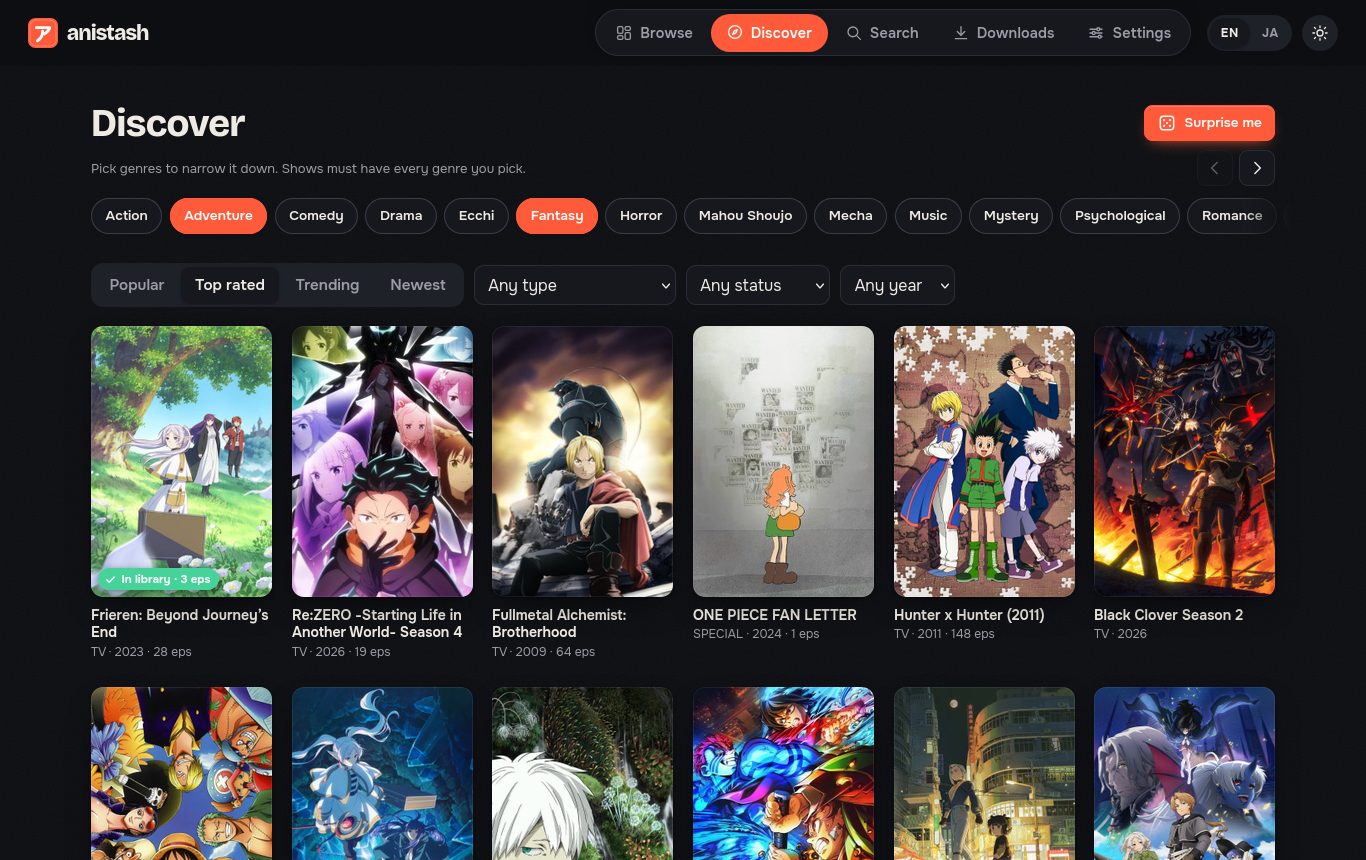 anistash
Browse
Discover
Search
Downloads
Settings
EN
JA
Discover
Surprise me
Pick genres to narrow it down. Shows must have every genre you pick.
Action
Adventure
Comedy
Drama
Ecchi
Fantasy
Horror
Mahou Shoujo
Mecha
Music
Mystery
Psychological
Romance
Popular
Top rated
Trending
Newest
Any type
Any status
Any year
WANTED
WANTED
WANTED
WANTED
In library · 3 eps
Frieren: Beyond Journey’s
End
TV · 2023 · 28 eps
Re:ZERO -Starting Life in
Another World- Season 4
TV · 2026 · 19 eps
Fullmetal Alchemist:
Brotherhood
TV · 2009 · 64 eps
ONE PIECE FAN LETTER
SPECIAL · 2024 · 1 eps
Hunter x Hunter (2011)
TV · 2011 · 148 eps
Black Clover Season 2
TV · 2026